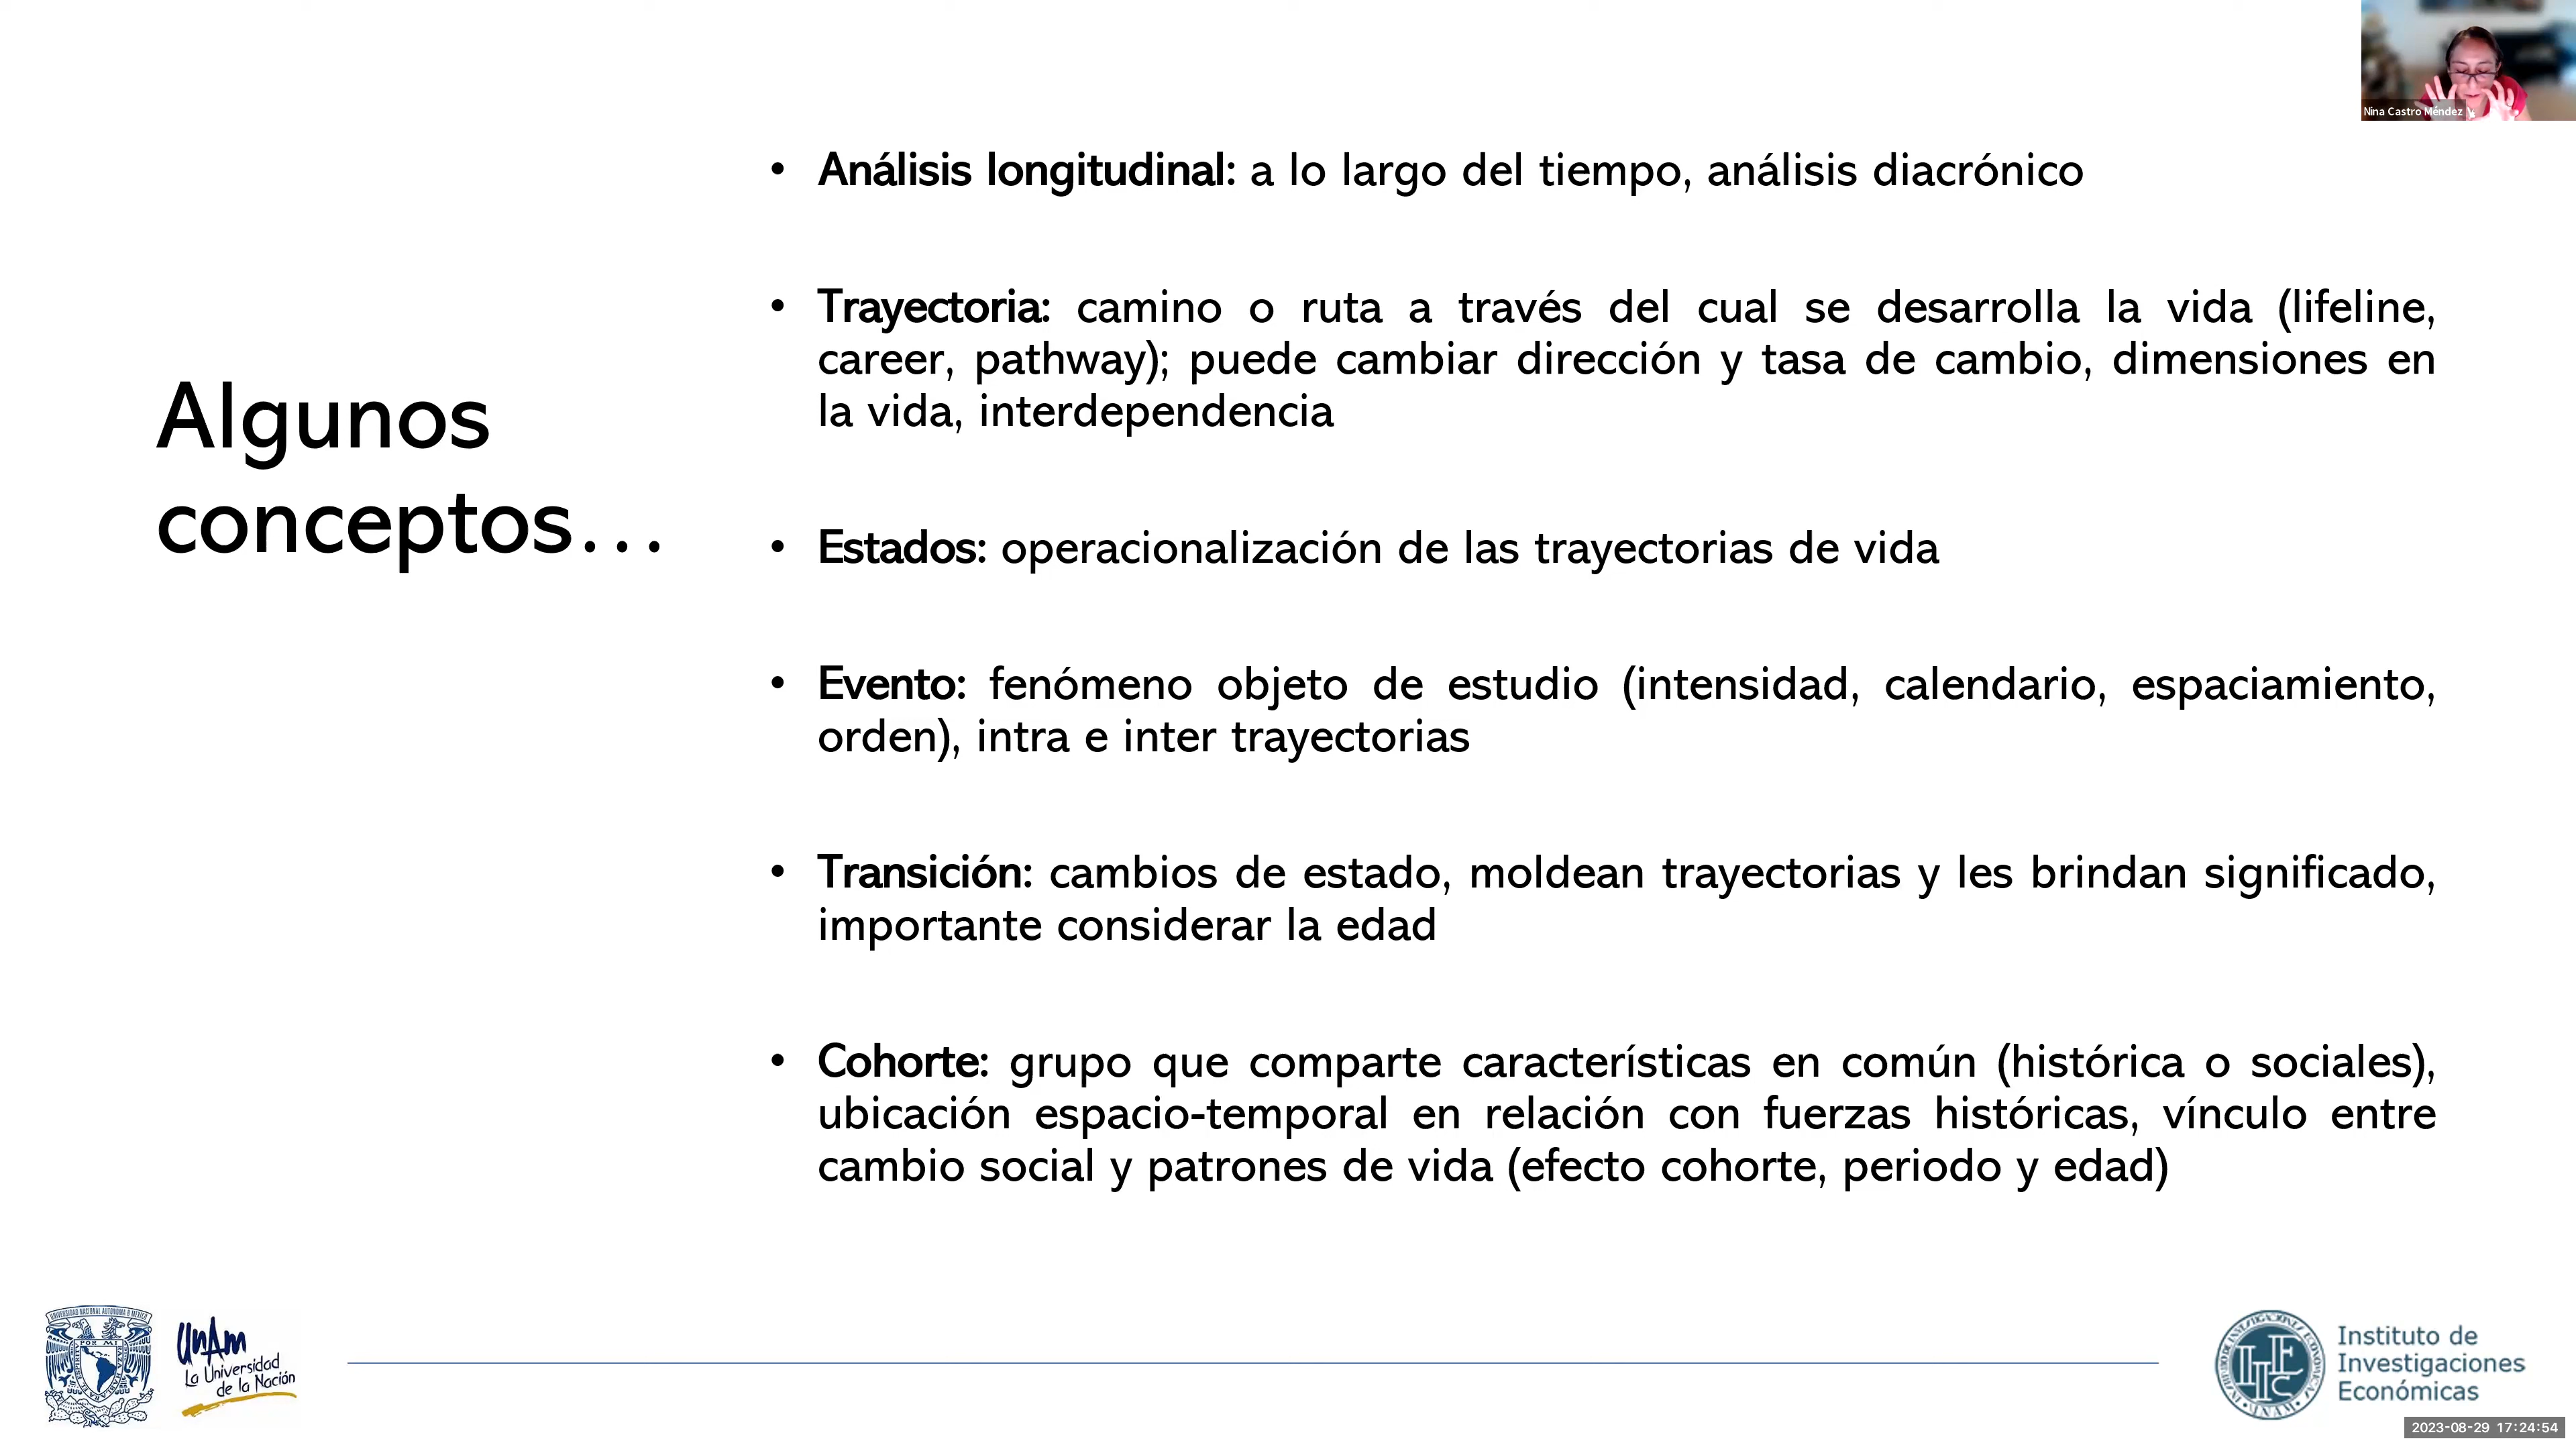 Nina Castro Méndez
Algunos
conceptos...
• Análisis longitudinal: a lo largo del tiempo, análisis diacrónico
• Trayectoria: camino o ruta a través del cual se desarrolla la vida (lifeline,
career, pathway); puede cambiar dirección y tasa de cambio, dimensiones en
la vida, interdependencia
• Estados: operacionalización de las trayectorias de vida
• Evento: fenómeno objeto de estudio (intensidad, calendario, espaciamiento,
orden), intra e inter trayectorias
• Transición: cambios de estado, moldean trayectorias y les brindan significado,
importante considerar la edad
• Cohorte: grupo que comparte características en común (histórica o sociales),
ubicación espacio-temporal en relación con fuerzas históricas, vínculo entre
cambio social y patrones de vida (efecto cohorte, periodo y edad)
UnAm
La Universidad
de la Nación
Instituto de
Investigaciones
Económicas
2023-08-29 17:24:54